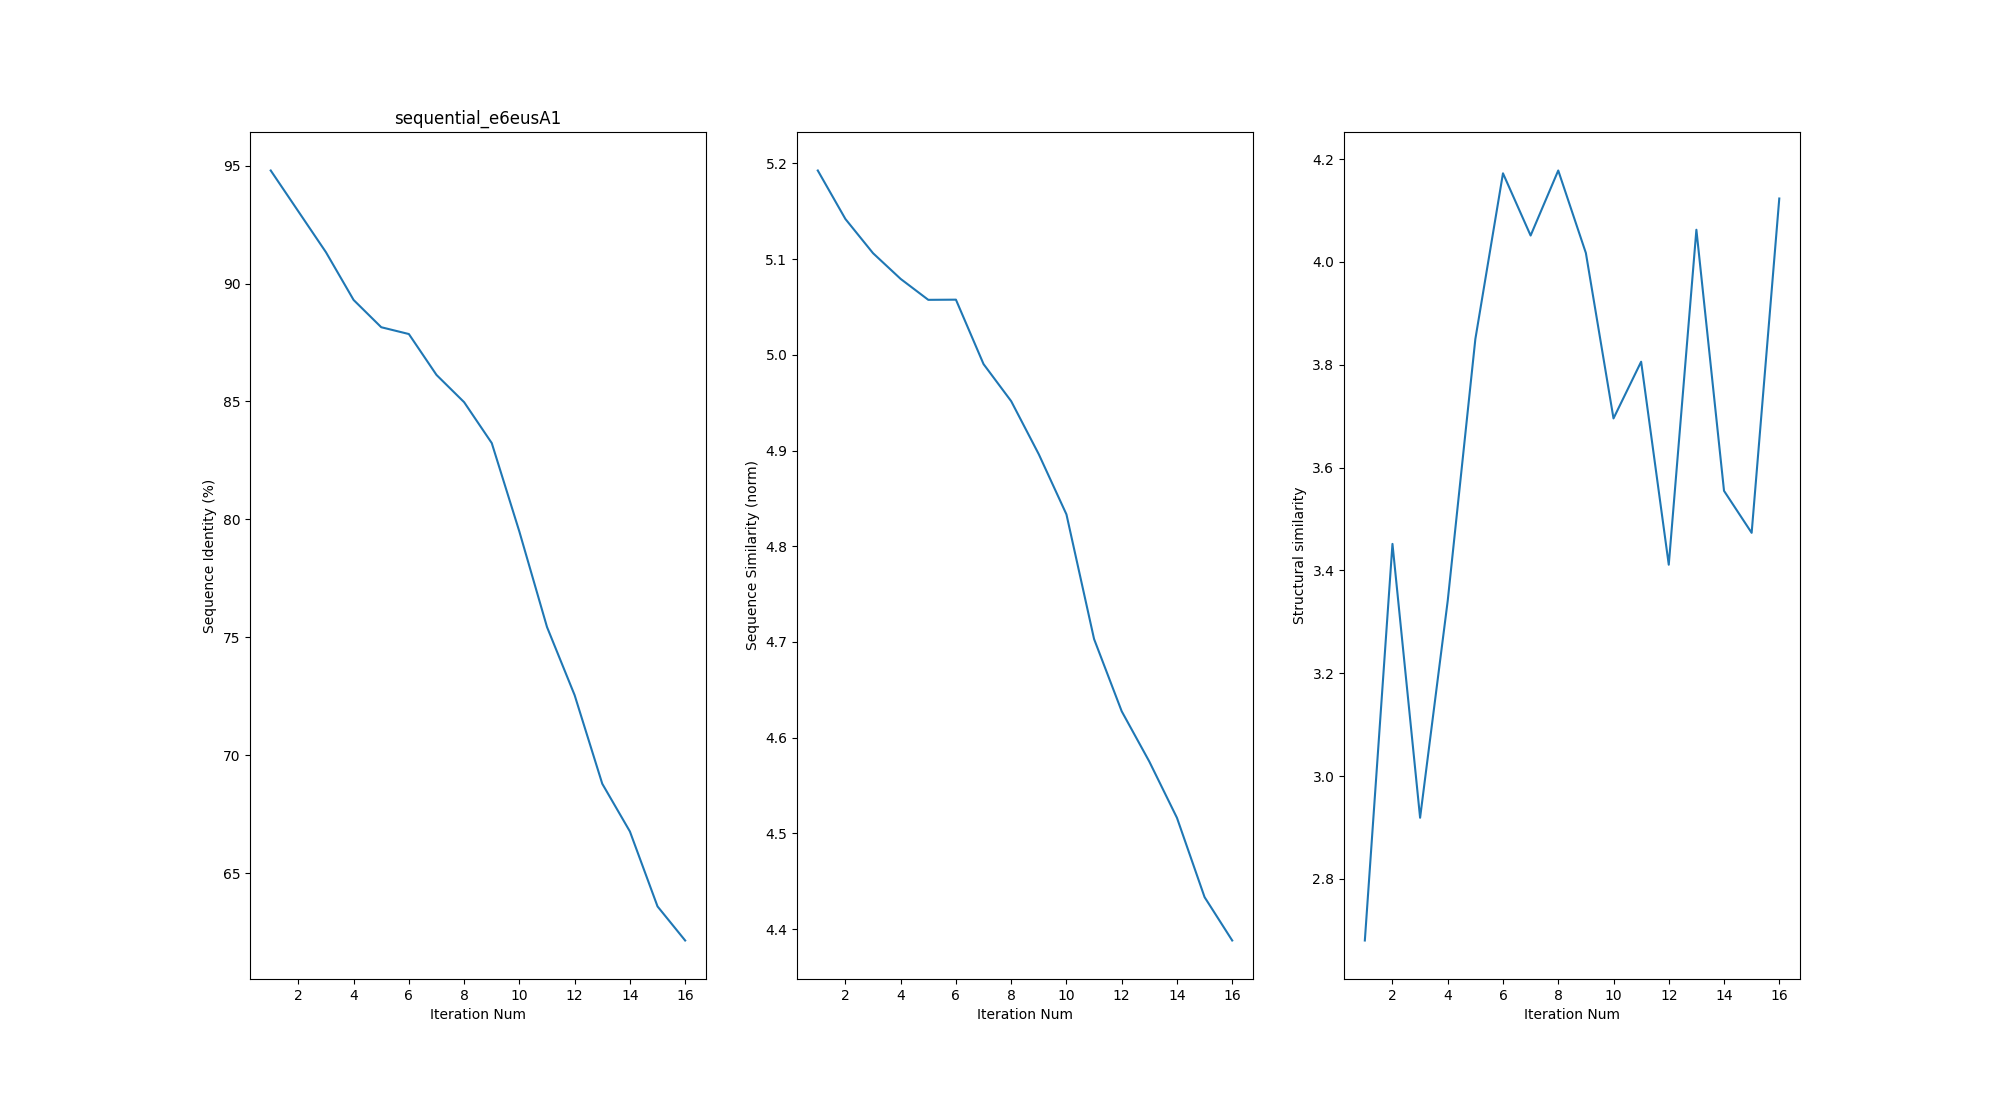 sequential_e6eusA1
Sequence Identity (%)
95
90
85
80
75
70
65
2 4 6 8 10 12 14 16
Iteration Num
Sequence Similarity (norm)
5.2
5.1
5.0
4.9
4.8
4.7
4.6
4.5
4.4
2 4 6 8 10 12 14 16
Iteration Num
Structural similarity
4.2
4.0
3.8
3.6
3.4
3.2
3.0
2.8
2 4 6 8 10 12 14 16
Iteration Num